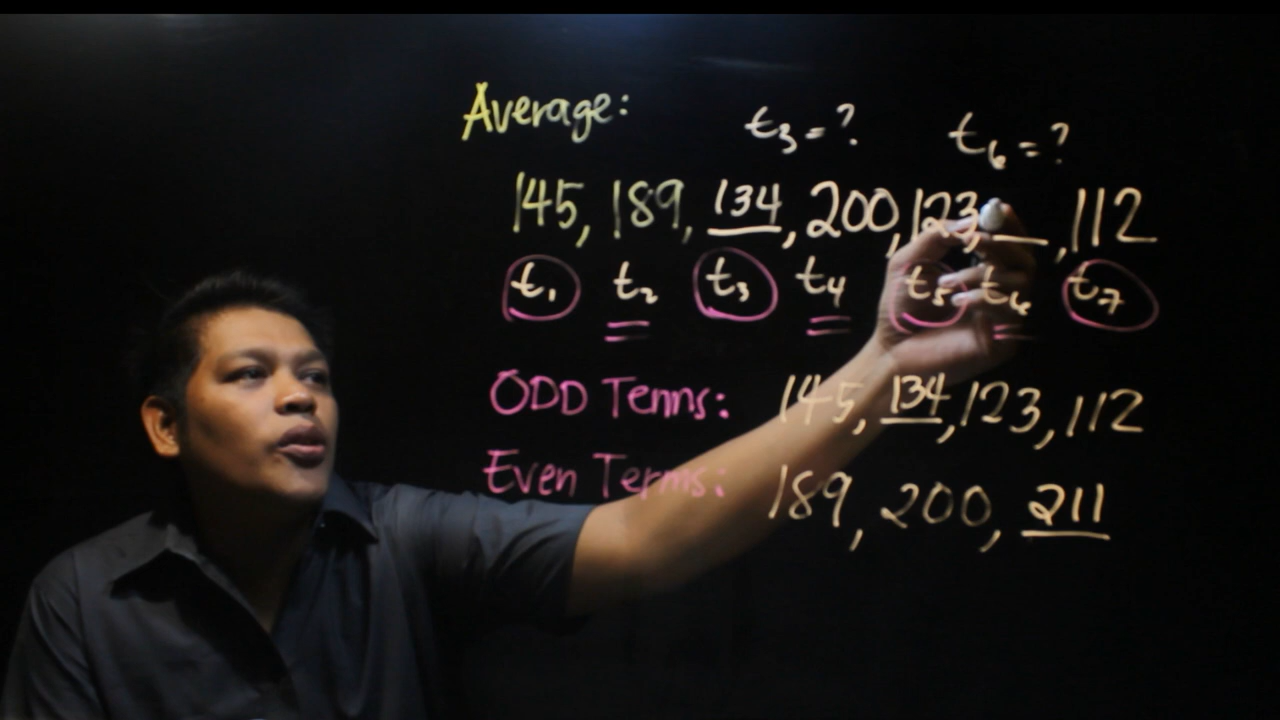 Average: t3=? t6=?
145, 189, 134, 200, 123, __, 112
t1 t2 t3 t4 t5 t6 t7
ODD Terms: 145, 134, 123, 112
Even Terms: 189, 200, 211